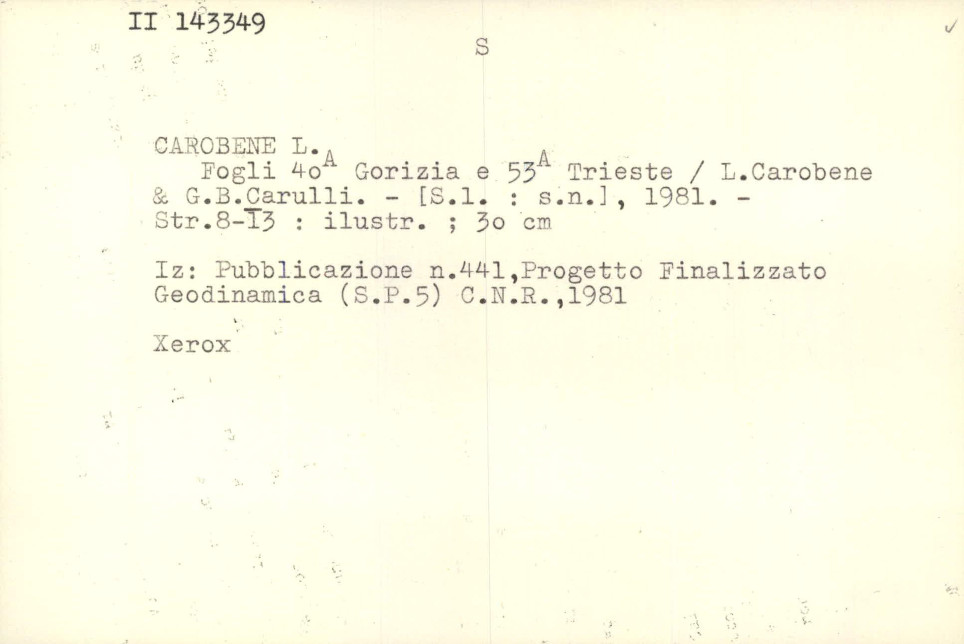 II 143349
S
CAROBENE L.
Fogli 40A Gorizia e 53A Trieste / L.Carobene
& G.B.Carulli. - [S.l. : s.n.], 1981. -
Str.8-13 : ilustr. ; 30 cm
Iz: Pubblicazione n.441,Progetto Finalizzato
Geodinamica (S.P.5) C.N.R.,1981
Xerox